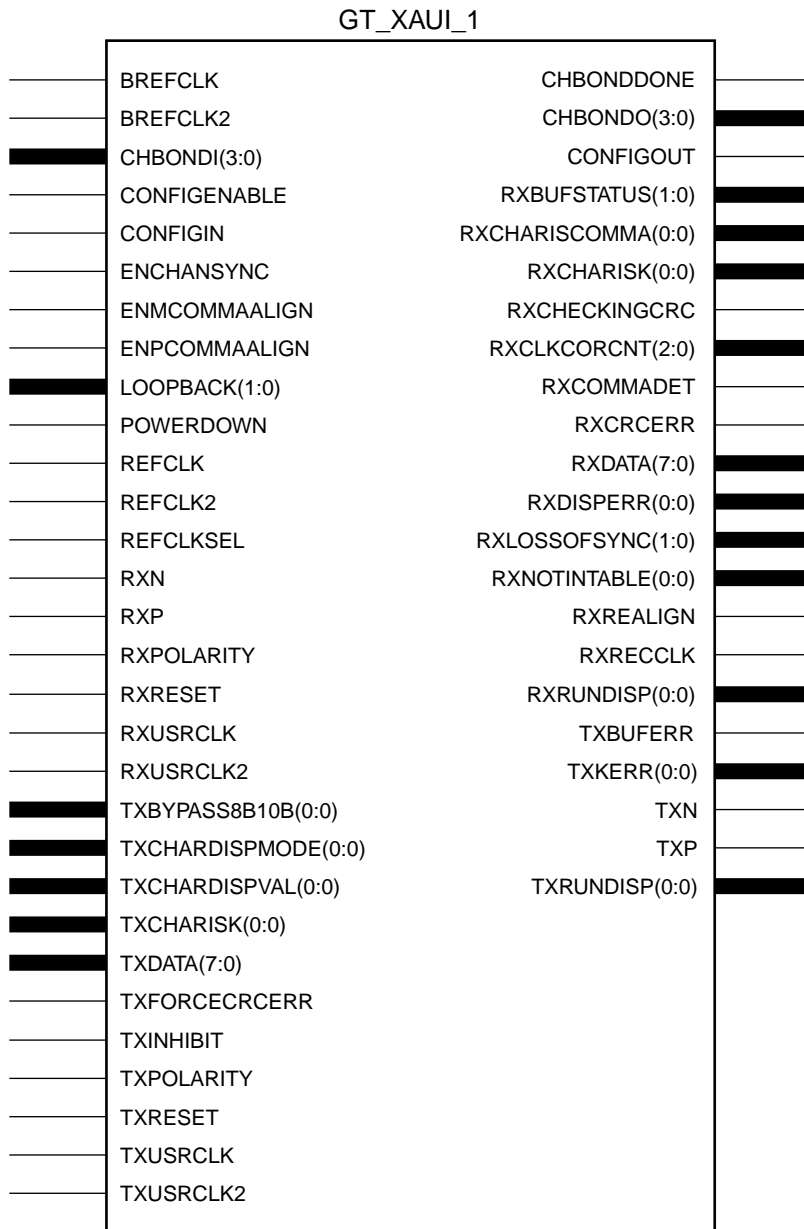 GT_XAUI_1
BREFCLK
BREFCLK2
CHBONDI(3:0)
CONFIGENABLE
CONFIGIN
ENCHANSYNC
ENMCOMMAALIGN
ENPCOMMAALIGN
LOOPBACK(1:0)
POWERDOWN
REFCLK
REFCLK2
REFCLKSEL
RXN
RXP
RXPOLARITY
RXRESET
RXUSRCLK
RXUSRCLK2
TXBYPASS8B10B(0:0)
TXCHARDISPMODE(0:0)
TXCHARDISPVAL(0:0)
TXCHARISK(0:0)
TXDATA(7:0)
TXFORCECRCERR
TXINHIBIT
TXPOLARITY
TXRESET
TXUSRCLK
TXUSRCLK2
CHBONDDONE
CHBONDO(3:0)
CONFIGOUT
RXBUFSTATUS(1:0)
RXCHARISCOMMA(0:0)
RXCHARISK(0:0)
RXCHECKINGCRC
RXCLKCORCNT(2:0)
RXCOMMADET
RXCRCERR
RXDATA(7:0)
RXDISPERR(0:0)
RXLOSSOFSYNC(1:0)
RXNOTINTABLE(0:0)
RXREALIGN
RXRECCLK
RXRUNDISP(0:0)
TXBUFERR
TXKERR(0:0)
TXN
TXP
TXRUNDISP(0:0)